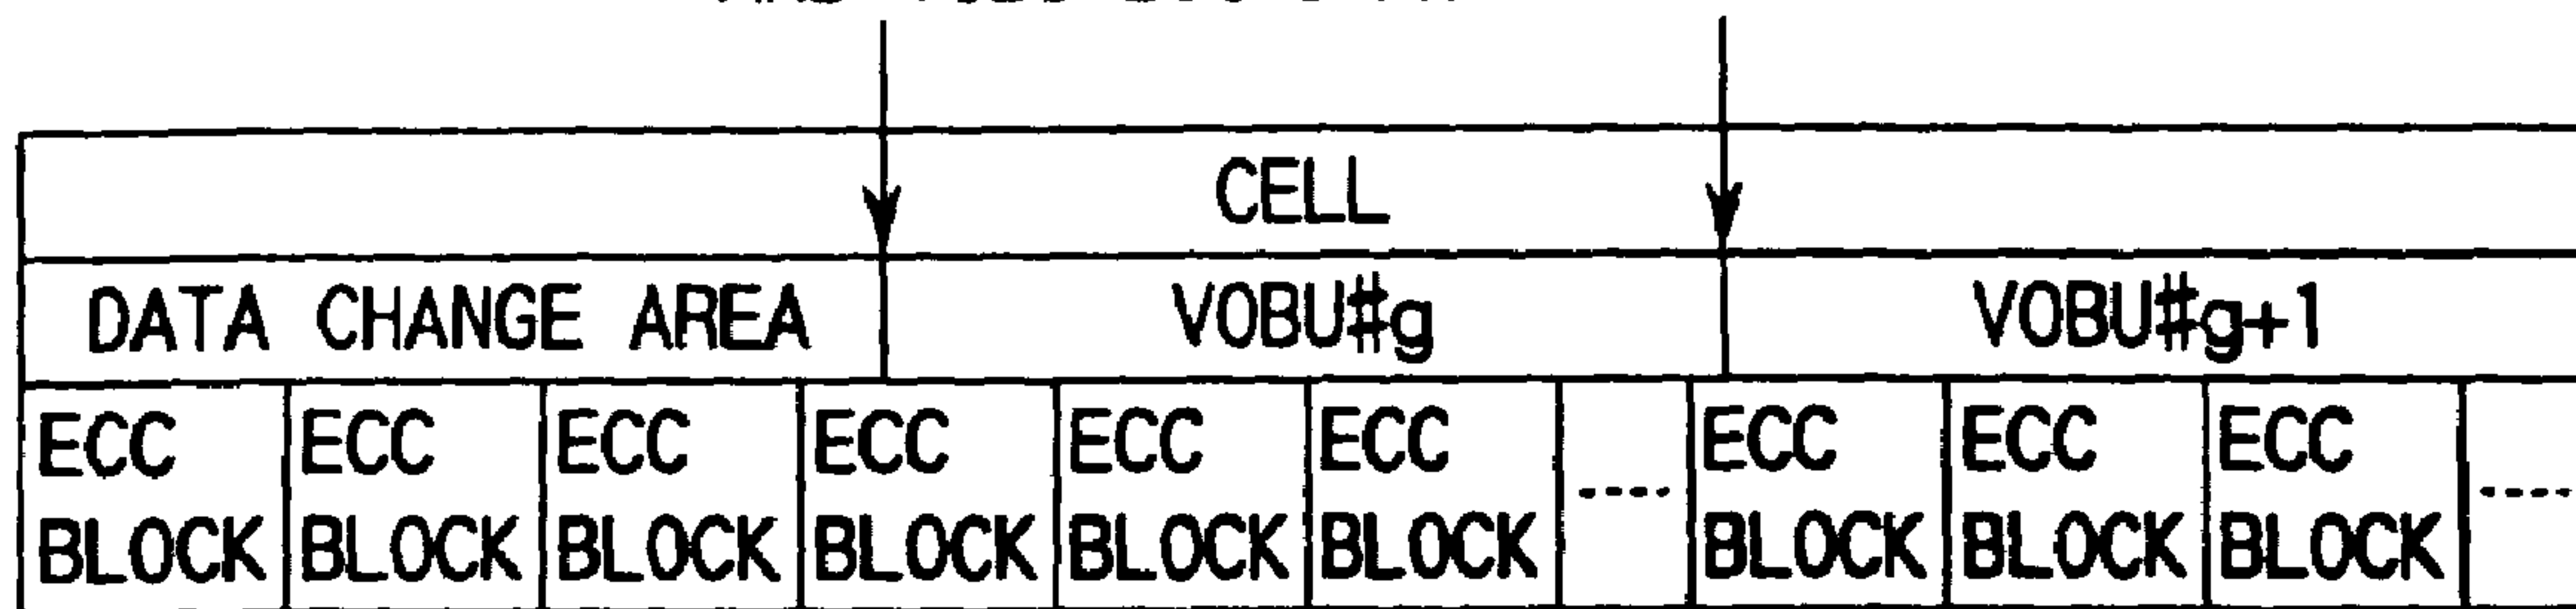 CELL
DATA CHANGE AREA VOBU#g VOBU#g+1
ECC ECC ECC ECC ECC ECC ---- ECC ECC ECC ----
BLOCK BLOCK BLOCK BLOCK BLOCK BLOCK BLOCK BLOCK BLOCK